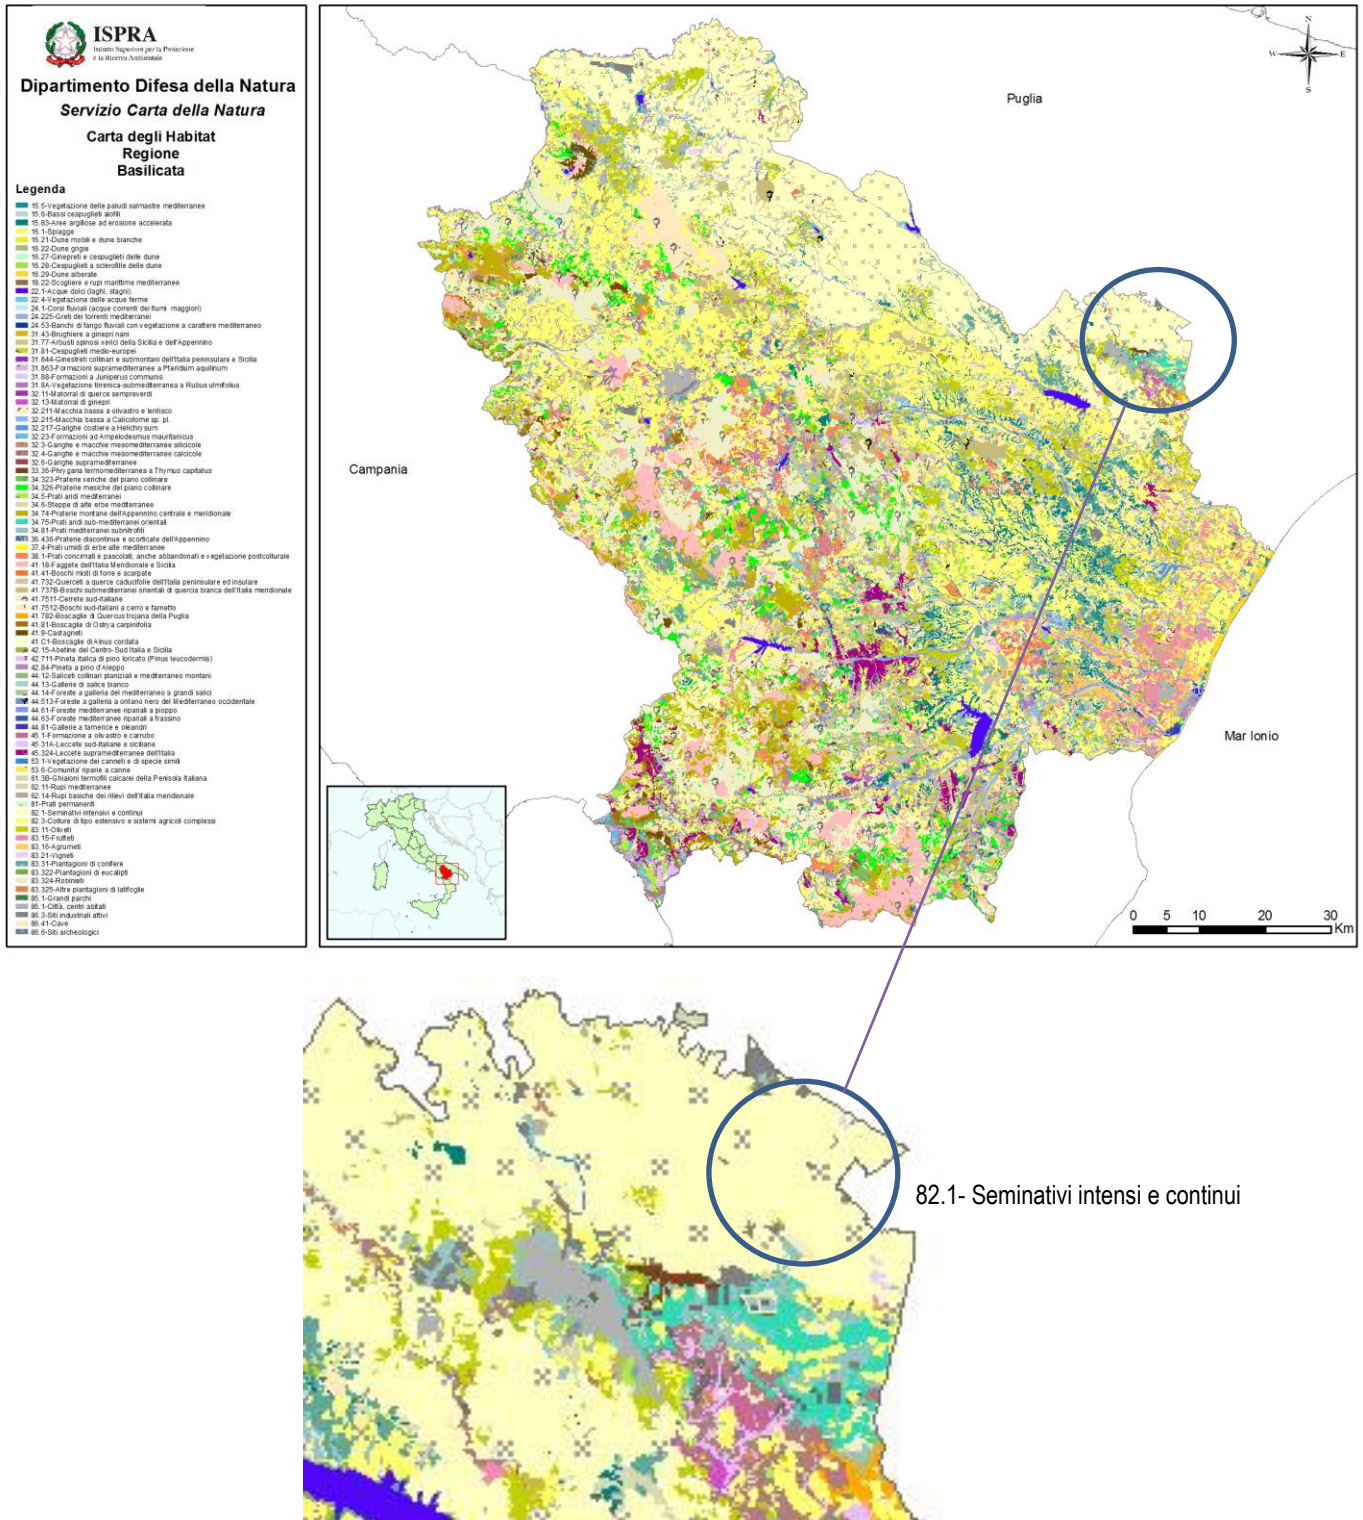 ISPRA
Istituto Superiore per la Protezione
e la Ricerca Ambientale
Dipartimento Difesa della Natura
Servizio Carta della Natura
Carta degli Habitat
Regione
Basilicata
Legenda
15.5-Vegetazione delle paludi salmastre mediterranee
15.6-Bassi cespuglieti alofili
15.83-Aree argillose ad erosione accelerata
16.1-Spiagge
16.21-Dune mobili e dune bianche
16.22-Dune grigie
16.27-Ginepreti e cespuglieti delle dune
16.28-Cespuglieti a sclerofille delle dune
16.29-Dune alberate
18.22-Scogliere e rupi marittime mediterranee
22.1-Acque dolci (laghi, stagni)
22.4-Vegetazione delle acque ferme
24.1-Corsi fluviali (acque correnti dei fiumi maggiori)
24.225-Greti dei torrenti mediterranei
24.53-Banchi di fango fluviali con vegetazione a carattere mediterraneo
31.43-Brughiere a ginepri nani
31.77-Arbusti spinosi xerici della Sicilia e dell'Appennino
31.81-Cespuglieti medio-europei
31.844-Ginestreti collinari e submontani dell'Italia peninsulare e Sicilia
31.863-Formazioni supramediterranee a Pteridium aquilinum
31.88-Formazioni a Juniperus communis
31.8A-Vegetazione tirrenica-submediterranea a Rubus ulmifolius
32.11-Matorral di querce sempreverdi
32.13-Matorral di ginepri
32.211-Macchia bassa a olivastro e lentisco
32.215-Macchia bassa a Calicotome sp. pl.
32.217-Garighe costiere a Helichrysum
32.23-Formazioni ad Ampelodesmus mauritanicus
32.3-Garighe e macchie mesomediterranee silicicole
32.4-Garighe e macchie mesomediterranee calcicole
32.6-Garighe supramediterranee
33.36-Phrygana termomediterranea a Thymus capitatus
34.323-Praterie xeriche del piano collinare
34.326-Praterie mesiche del piano collinare
34.5-Prati aridi mediterranei
34.6-Steppe di alte erbe mediterranee
34.74-Praterie montane dell'Appennino centrale e meridionale
34.75-Prati aridi sub-mediterranei orientali
34.81-Prati mediterranei subnitrofili
36.436-Praterie discontinue e scorticate dell'Appennino
37.4-Prati umidi di erbe alte mediterranee
38.1-Prati concimati e pascolati, anche abbandonati e vegetazione postcolturale
41.18-Faggete dell'Italia Meridionale e Sicilia
41.41-Boschi misti di forre e scarpate
41.732-Querceti a querce caducifolie dell'Italia peninsulare ed insulare
41.737B-Boschi submediterranei orientali di quercia bianca dell'Italia meridionale
41.7511-Cerrete sud-italiane
41.7512-Boschi sud-italiani a cerro e farnetto
41.782-Boscaglie di Quercus trojana della Puglia
41.81-Boscaglie di Ostrya carpinifolia
41.9-Castagneti
41.C1-Boscaglie di Alnus cordata
42.15-Abetine del Centro-Sud Italia e Sicilia
42.711-Pineta italica di pino loricato (Pinus leucodermis)
42.84-Pineta a pino d'Aleppo
44.12-Saliceti collinari planiziali e mediterraneo montani
44.13-Gallerie di salice bianco
44.14-Foreste a galleria del mediterraneo a grandi salici
44.513-Foreste a galleria a ontano nero del Mediterraneo occidentale
44.61-Foreste mediterranee ripariali a pioppo
44.63-Foreste mediterranee ripariali a frassino
44.81-Gallerie a tamerice e oleandri
45.1-Formazione a olivastro e carrubo
45.31A-Leccete sud-italiane e siciliane
45.324-Leccete supramediterranee dell'Italia
53.1-Vegetazione dei canneti e di specie simili
53.6-Comunita' riparie a canne
61.3B-Ghiaioni termofili calcarei della Penisola Italiana
62.11-Rupi mediterranee
62.14-Rupi basiche dei rilievi dell'Italia meridionale
81-Prati permanenti
82.1-Seminativi intensivi e continui
82.3-Colture di tipo estensivo e sistemi agricoli complessi
83.11-Oliveti
83.15-Frutteti
83.16-Agrumeti
83.21-Vigneti
83.31-Piantagioni di conifere
83.322-Piantagioni di eucalipti
83.324-Robinieti
83.325-Altre piantagioni di latifoglie
85.1-Grandi parchi
86.1-Città, centri abitati
86.3-Siti industriali attivi
86.41-Cave
86.6-Siti archeologici
N
W E
S
Puglia
Campania
Mar Ionio
0 5 10 20 30
Km
82.1- Seminativi intensi e continui